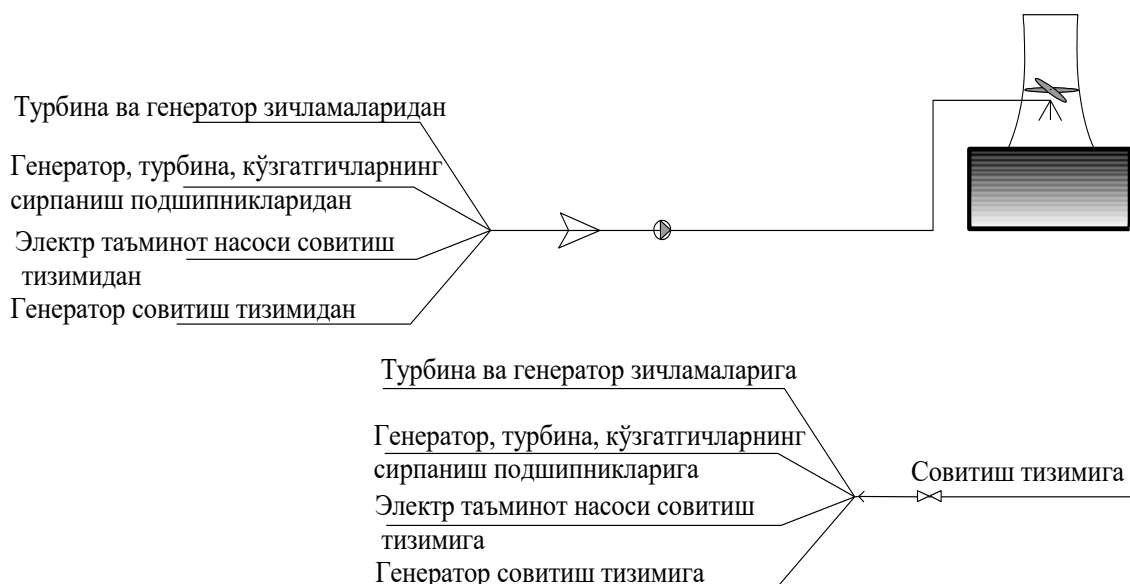 Турбина ва генератор зичламаларидан
Генератор, турбина, кўзгатгичларнинг
сирпаниш подшипникларидан
Электр таъминот насоси совитиш
тизимидан
Генератор совитиш тизимидан
Турбина ва генератор зичламаларига
Генератор, турбина, кўзгатгичларнинг
сирпаниш подшипникларига
Совитиш тизимига
Электр таъминот насоси совитиш
тизимига
Генератор совитиш тизимига